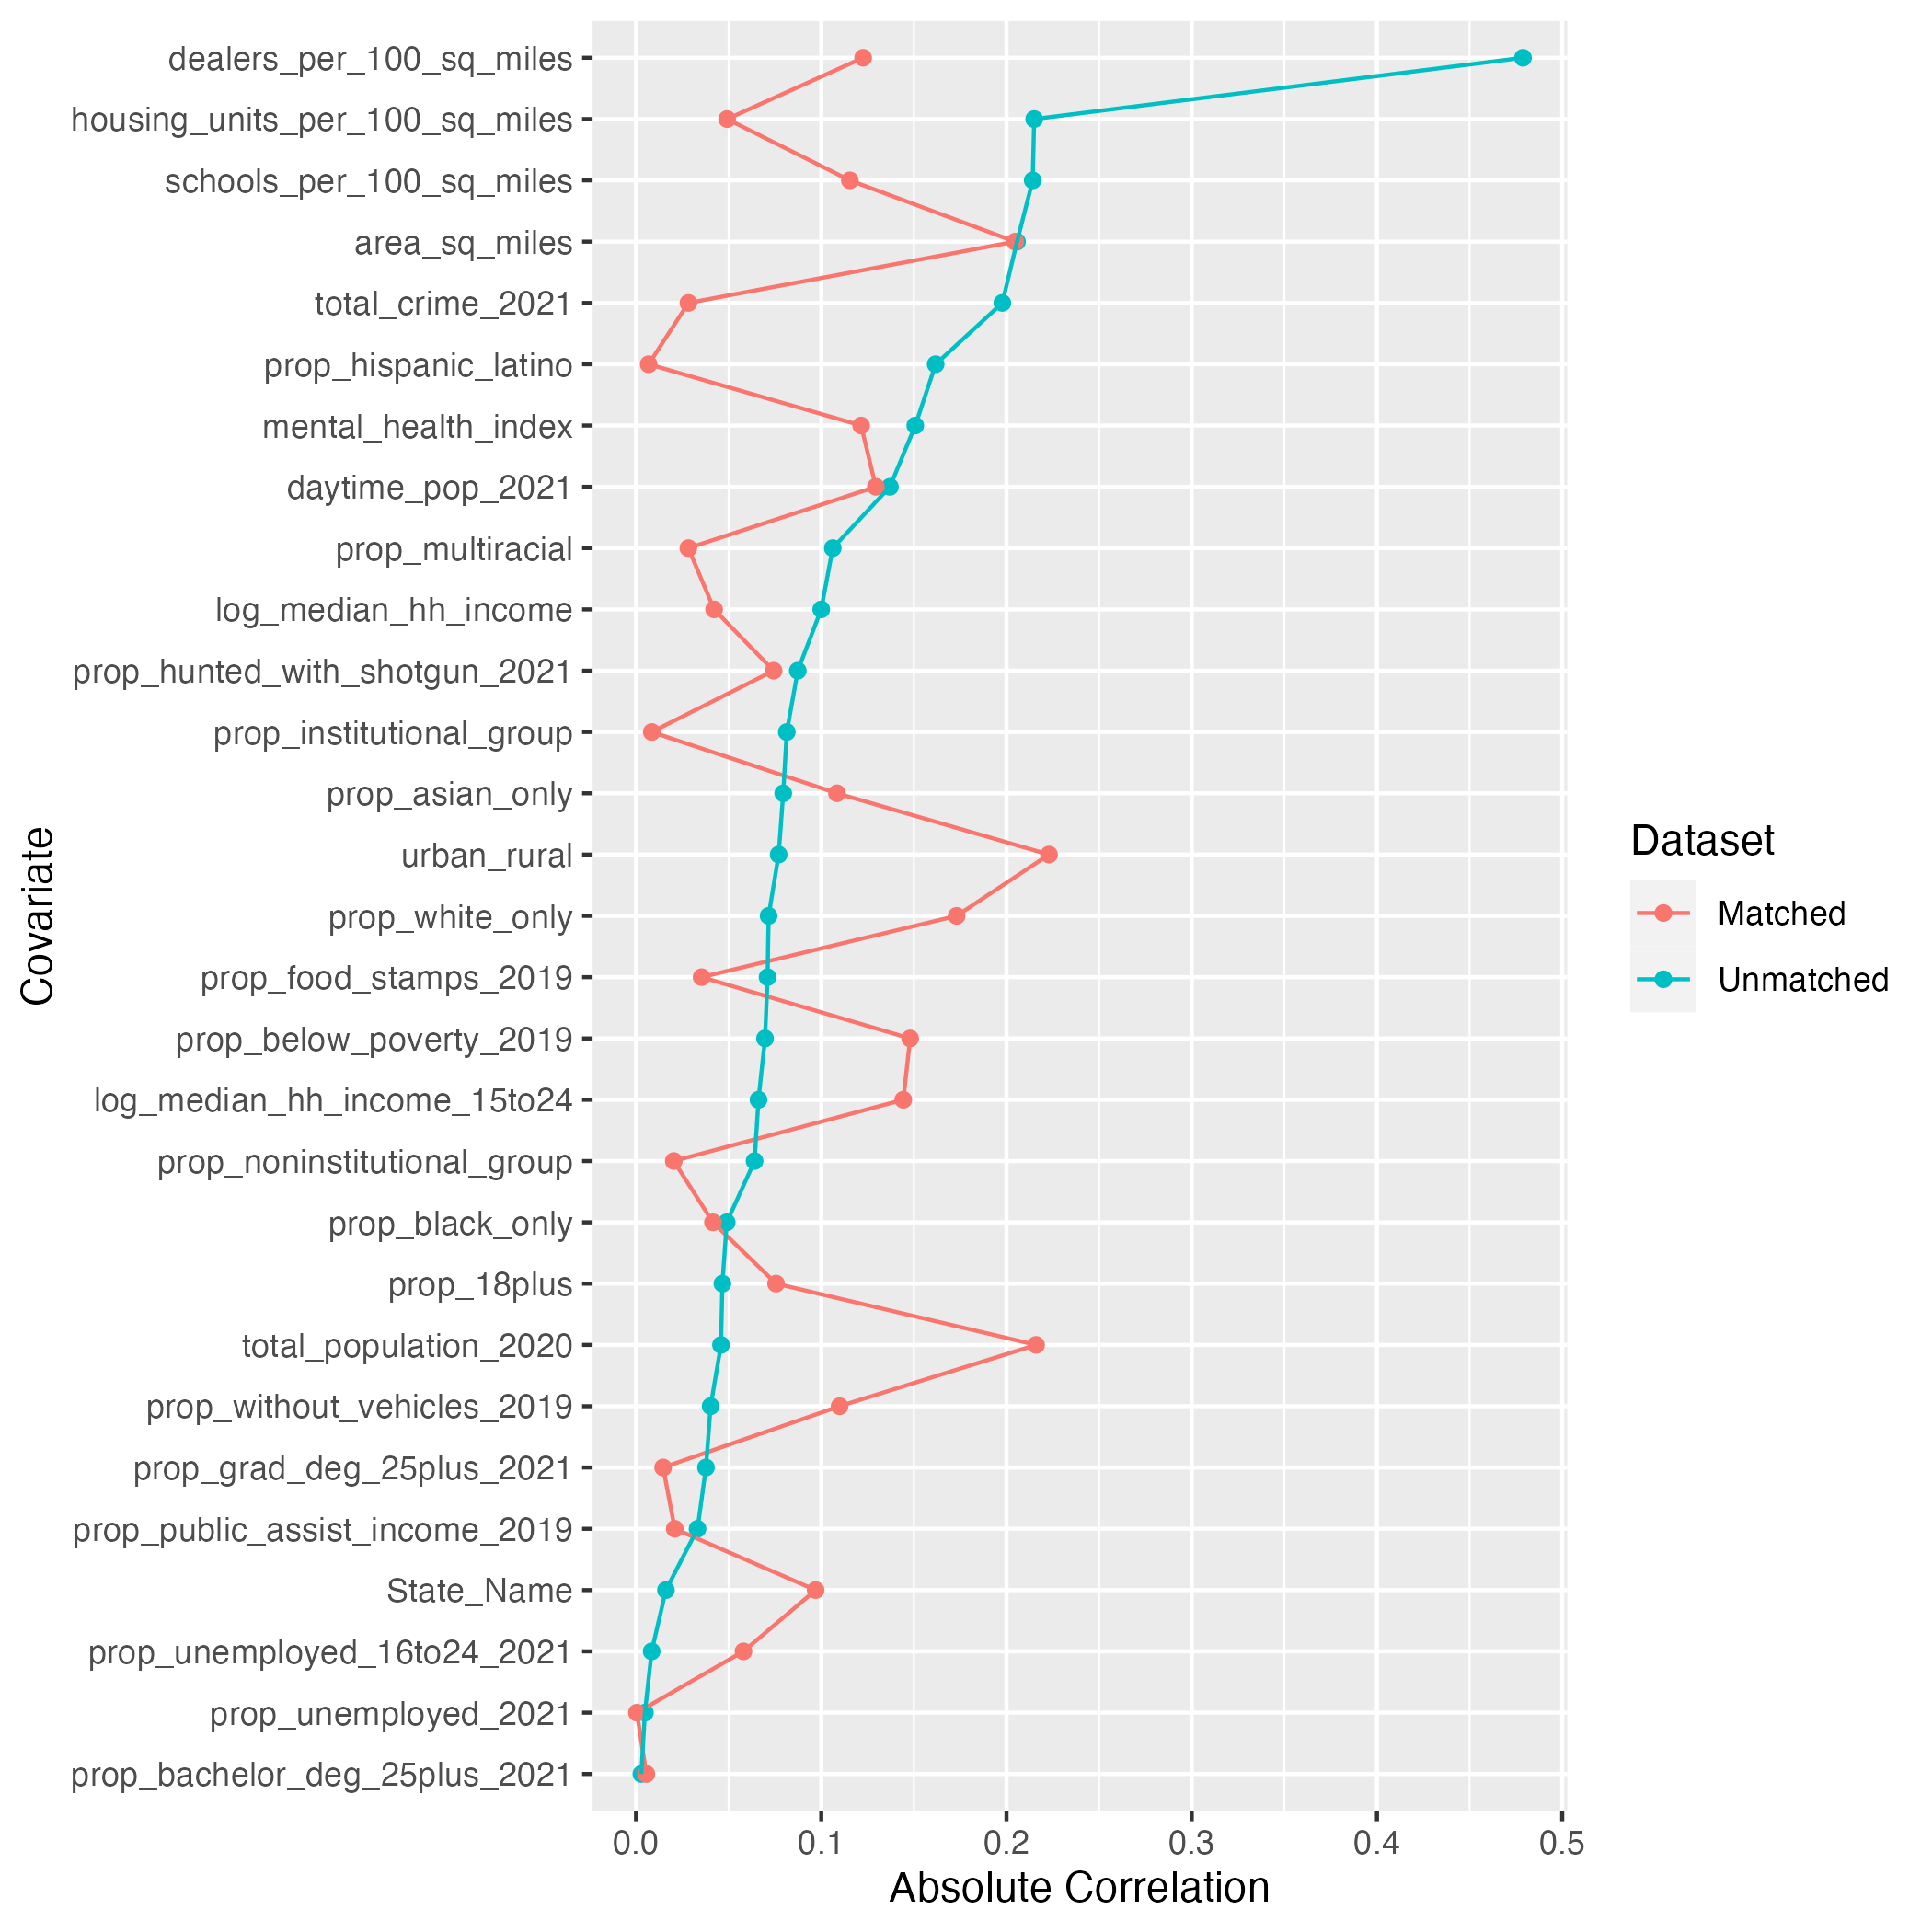 dealers_per_100_sq_miles
housing_units_per_100_sq_miles
schools_per_100_sq_miles
area_sq_miles
total_crime_2021
prop_hispanic_latino
mental_health_index
daytime_pop_2021
prop_multiracial
log_median_hh_income
prop_hunted_with_shotgun_2021
prop_institutional_group
prop_asian_only
urban_rural
prop_white_only
prop_food_stamps_2019
prop_below_poverty_2019
log_median_hh_income_15to24
prop_noninstitutional_group
prop_black_only
prop_18plus
total_population_2020
prop_without_vehicles_2019
prop_grad_deg_25plus_2021
prop_public_assist_income_2019
State_Name
prop_unemployed_16to24_2021
prop_unemployed_2021
prop_bachelor_deg_25plus_2021
Covariate
0.0 0.1 0.2 0.3 0.4 0.5
Absolute Correlation
Dataset
Matched
Unmatched